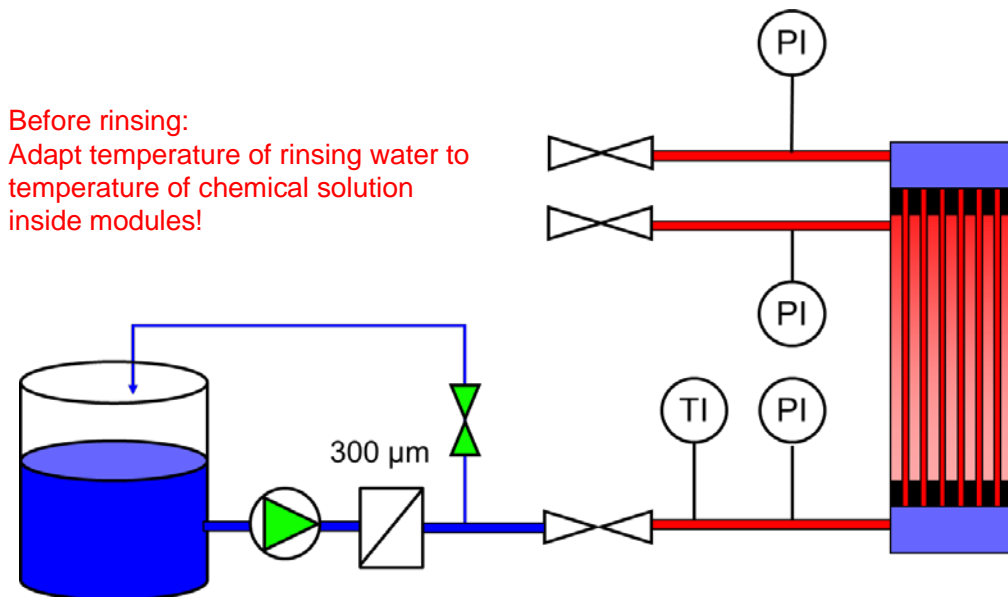 PI
Before rinsing:
Adapt temperature of rinsing water to
temperature of chemical solution
inside modules!
PI
TI PI
300 µm